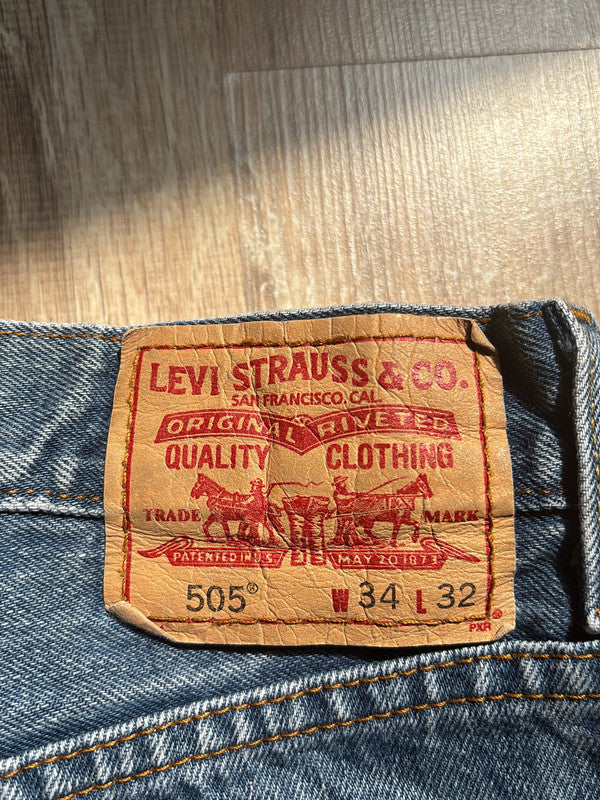 LEVI STRAUSS & CO.
SAN FRANCISCO, CAL.
ORIGINAL RIVETED
QUALITY CLOTHING
TRADE MARK
PATENTED IN U.S. MAY 20 1873
505® W 34 L 32
PXR®